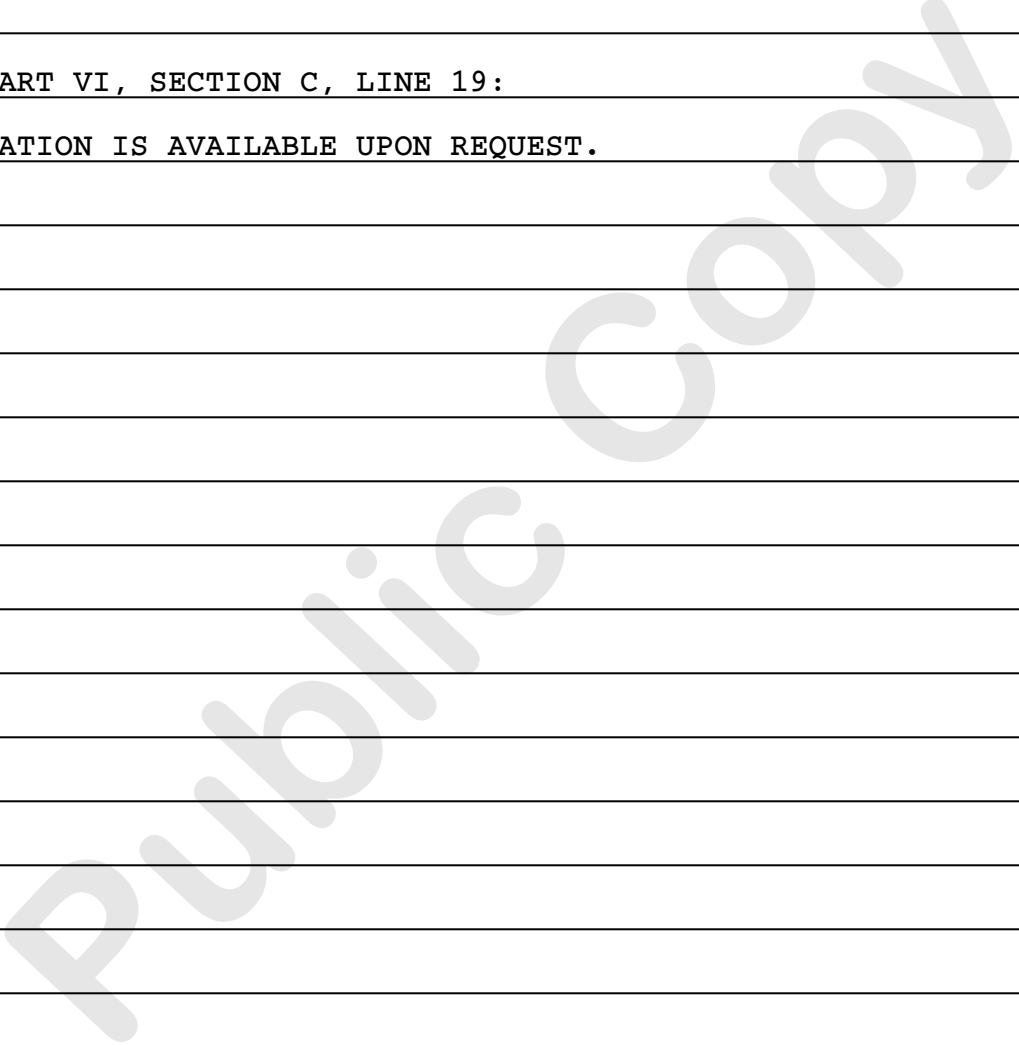 ART VI, SECTION C, LINE 19:
ATION IS AVAILABLE UPON REQUEST.
Public Copy